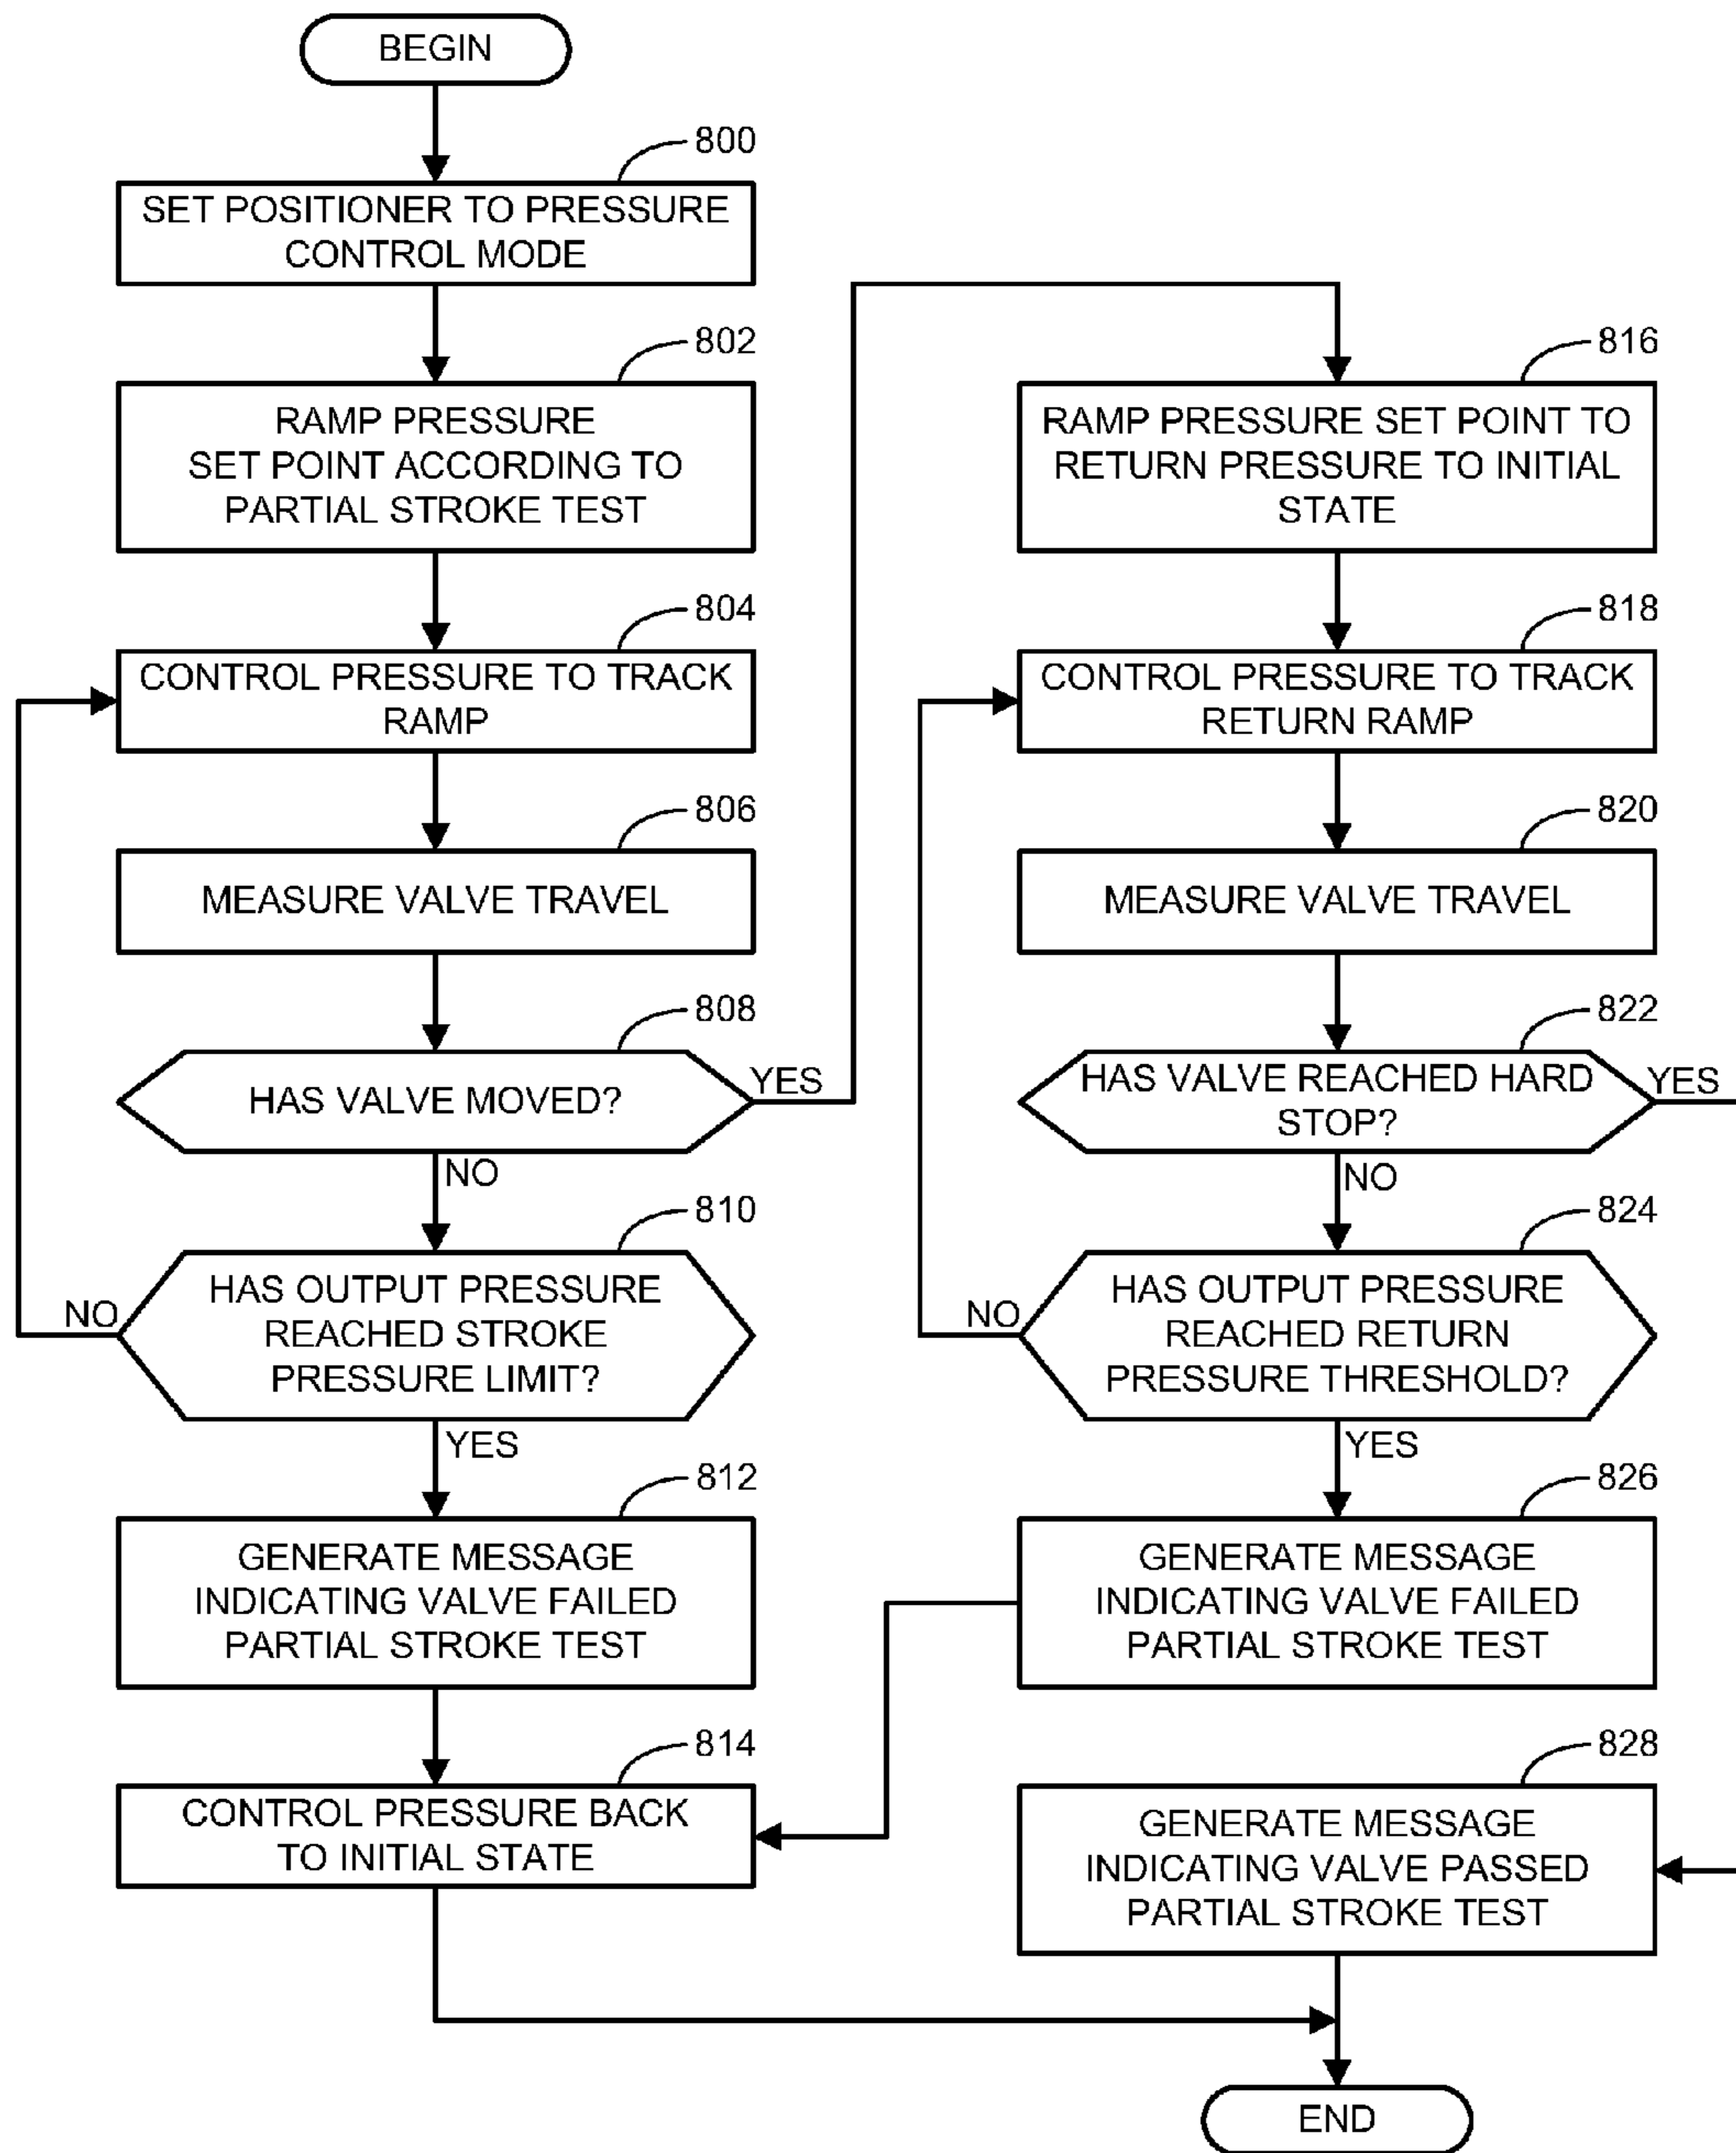 BEGIN
800
SET POSITIONER TO PRESSURE
CONTROL MODE
802
RAMP PRESSURE
SET POINT ACCORDING TO
PARTIAL STROKE TEST
804
CONTROL PRESSURE TO TRACK
RAMP
806
MEASURE VALVE TRAVEL
808
HAS VALVE MOVED?
YES
NO
810
HAS OUTPUT PRESSURE
REACHED STROKE
PRESSURE LIMIT?
NO
YES
812
GENERATE MESSAGE
INDICATING VALVE FAILED
PARTIAL STROKE TEST
814
CONTROL PRESSURE BACK
TO INITIAL STATE
816
RAMP PRESSURE SET POINT TO
RETURN PRESSURE TO INITIAL
STATE
818
CONTROL PRESSURE TO TRACK
RETURN RAMP
820
MEASURE VALVE TRAVEL
822
HAS VALVE REACHED HARD
STOP?
YES
NO
824
HAS OUTPUT PRESSURE
REACHED RETURN
PRESSURE THRESHOLD?
NO
YES
826
GENERATE MESSAGE
INDICATING VALVE FAILED
PARTIAL STROKE TEST
828
GENERATE MESSAGE
INDICATING VALVE PASSED
PARTIAL STROKE TEST
END